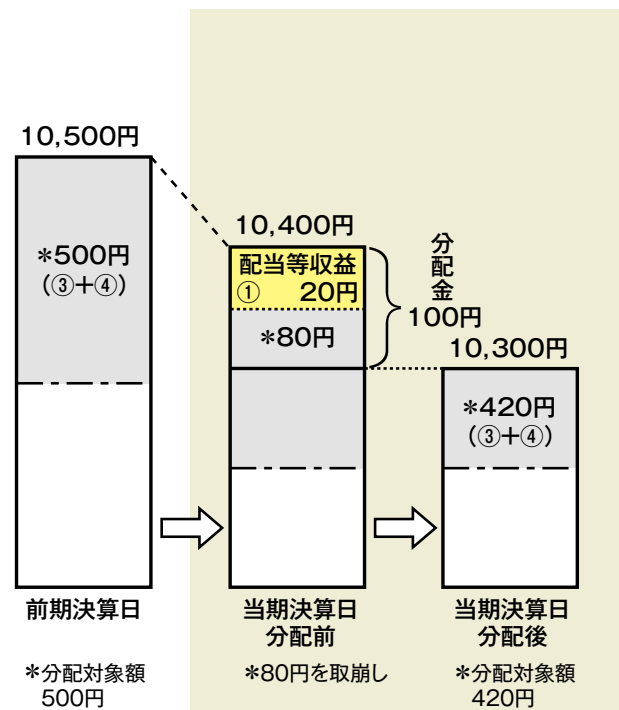 10,500円
*500円
(③+④)
10,400円
配当等収益
① 20円
*80円
分配金
100円
10,300円
*420円
(③+④)
前期決算日
当期決算日
分配前
当期決算日
分配後
*分配対象額
500円
*80円を取崩し
*分配対象額
420円